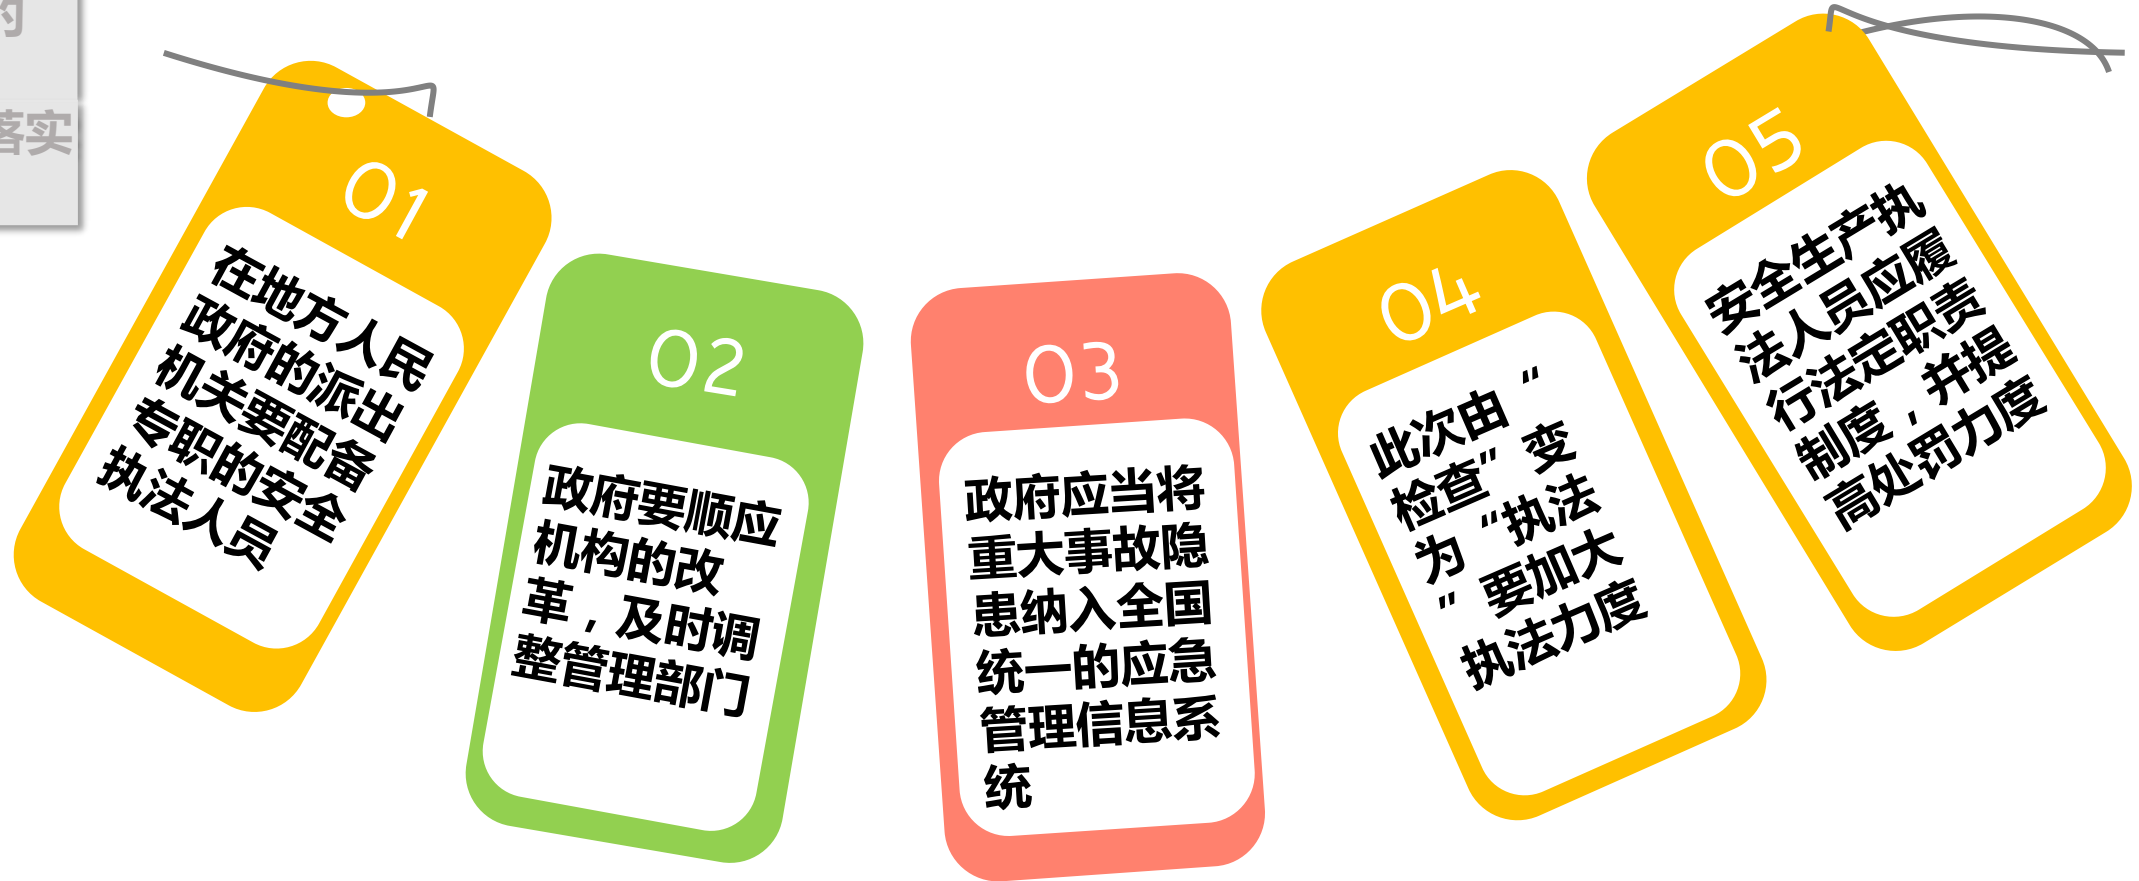 的
落实
01
在地方人民
政府的派出
机关要配备
专职的安全
执法人员
02
政府要顺应
机构的改
革，及时调
整管理部门
03
政府应当将
重大事故隐
患纳入全国
统一的应急
管理信息系
统
04
此次由“
检查”变
为“执法
”要加大
执法力度
05
安全生产执
法人员应履
行法定职责
制度，并提
高处罚力度